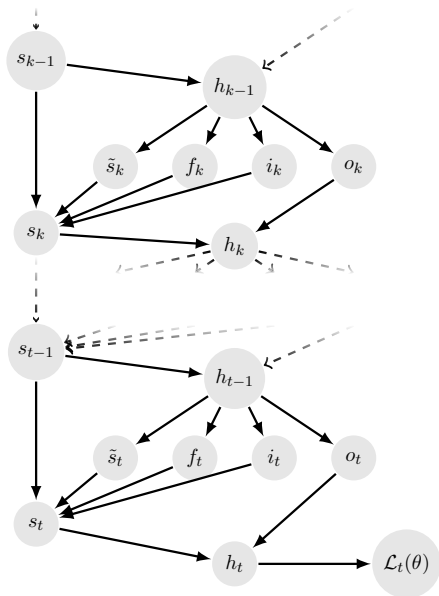 s_{k−1}
h_{k−1}
s̃_k f_k i_k o_k
s_k
h_k
s_{t−1}
h_{t−1}
s̃_t f_t i_t o_t
s_t
h_t ℒ_t(θ)